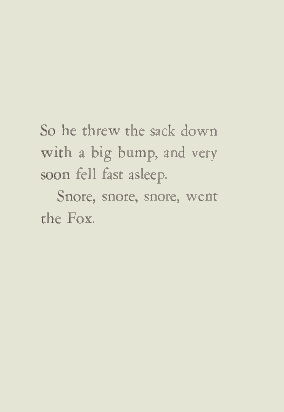 So he threw the sack down
with a big bump, and very
soon fell fast asleep.
Snore, snore, snore, went
the Fox.